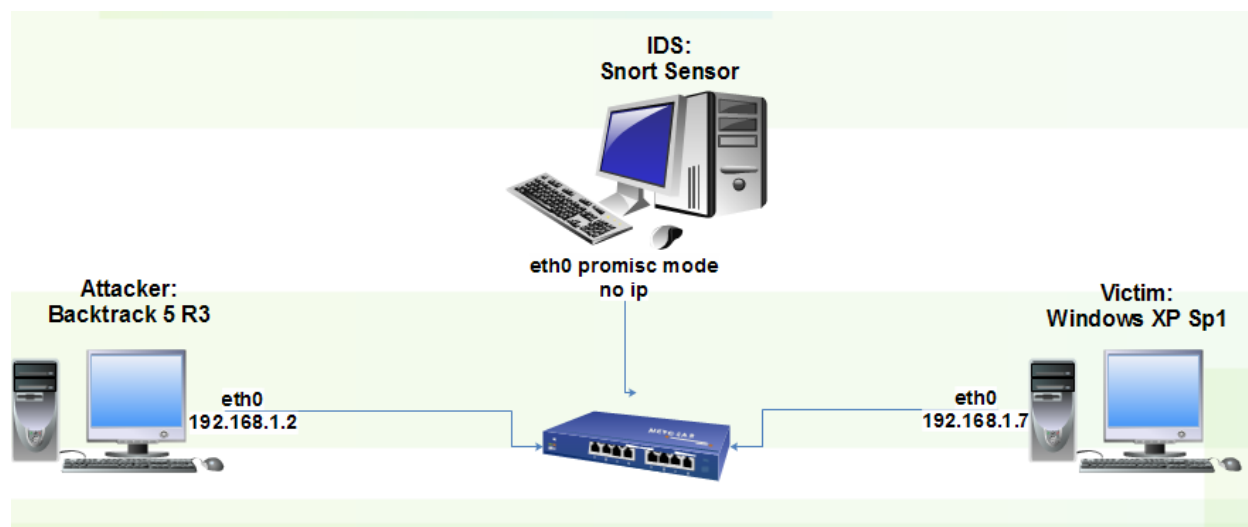 IDS:
Snort Sensor
eth0 promisc mode
no ip
Attacker:
Backtrack 5 R3
eth0
192.168.1.2
Victim:
Windows XP Sp1
eth0
192.168.1.7